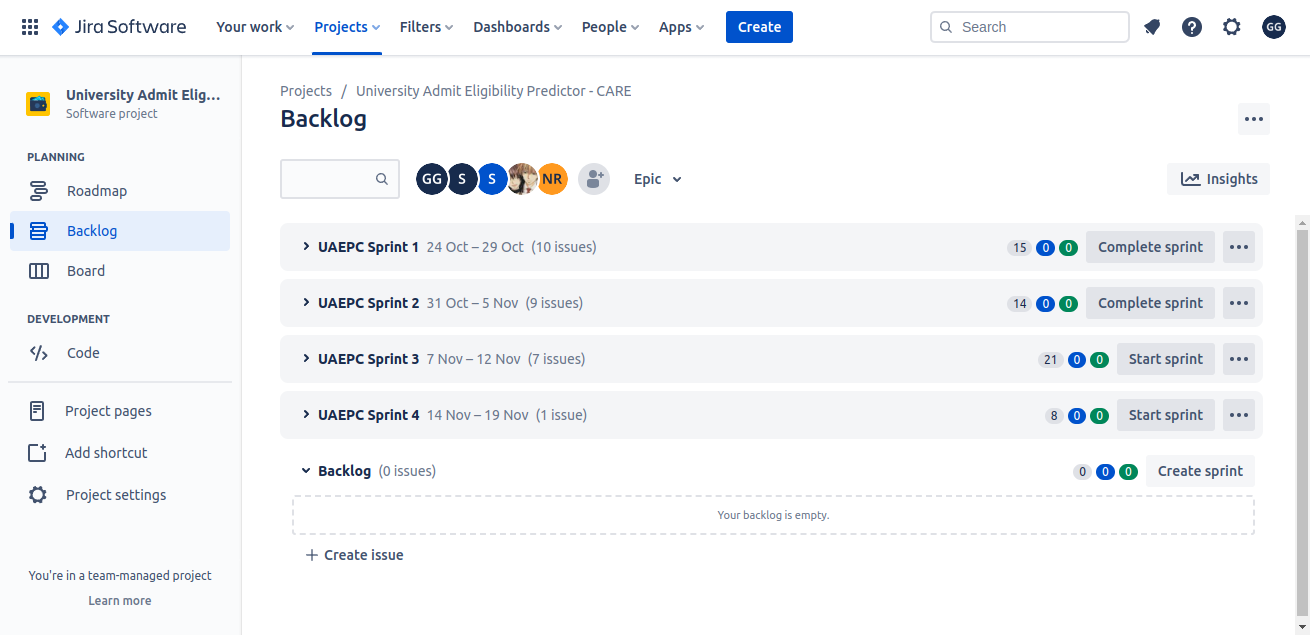 Jira Software Your work Projects Filters Dashboards People Apps Create Search GG
University Admit Elig...
Software project
PLANNING
Roadmap
Backlog
Board
DEVELOPMENT
Code
Project pages
Add shortcut
Project settings
You're in a team-managed project
Learn more
Projects / University Admit Eligibility Predictor - CARE
Backlog
GG S S NR Epic Insights
UAEPC Sprint 1 24 Oct – 29 Oct (10 issues) 15 0 0 Complete sprint
UAEPC Sprint 2 31 Oct – 5 Nov (9 issues) 14 0 0 Complete sprint
UAEPC Sprint 3 7 Nov – 12 Nov (7 issues) 21 0 0 Start sprint
UAEPC Sprint 4 14 Nov – 19 Nov (1 issue) 8 0 0 Start sprint
Backlog (0 issues) 0 0 0 Create sprint
Your backlog is empty.
+ Create issue